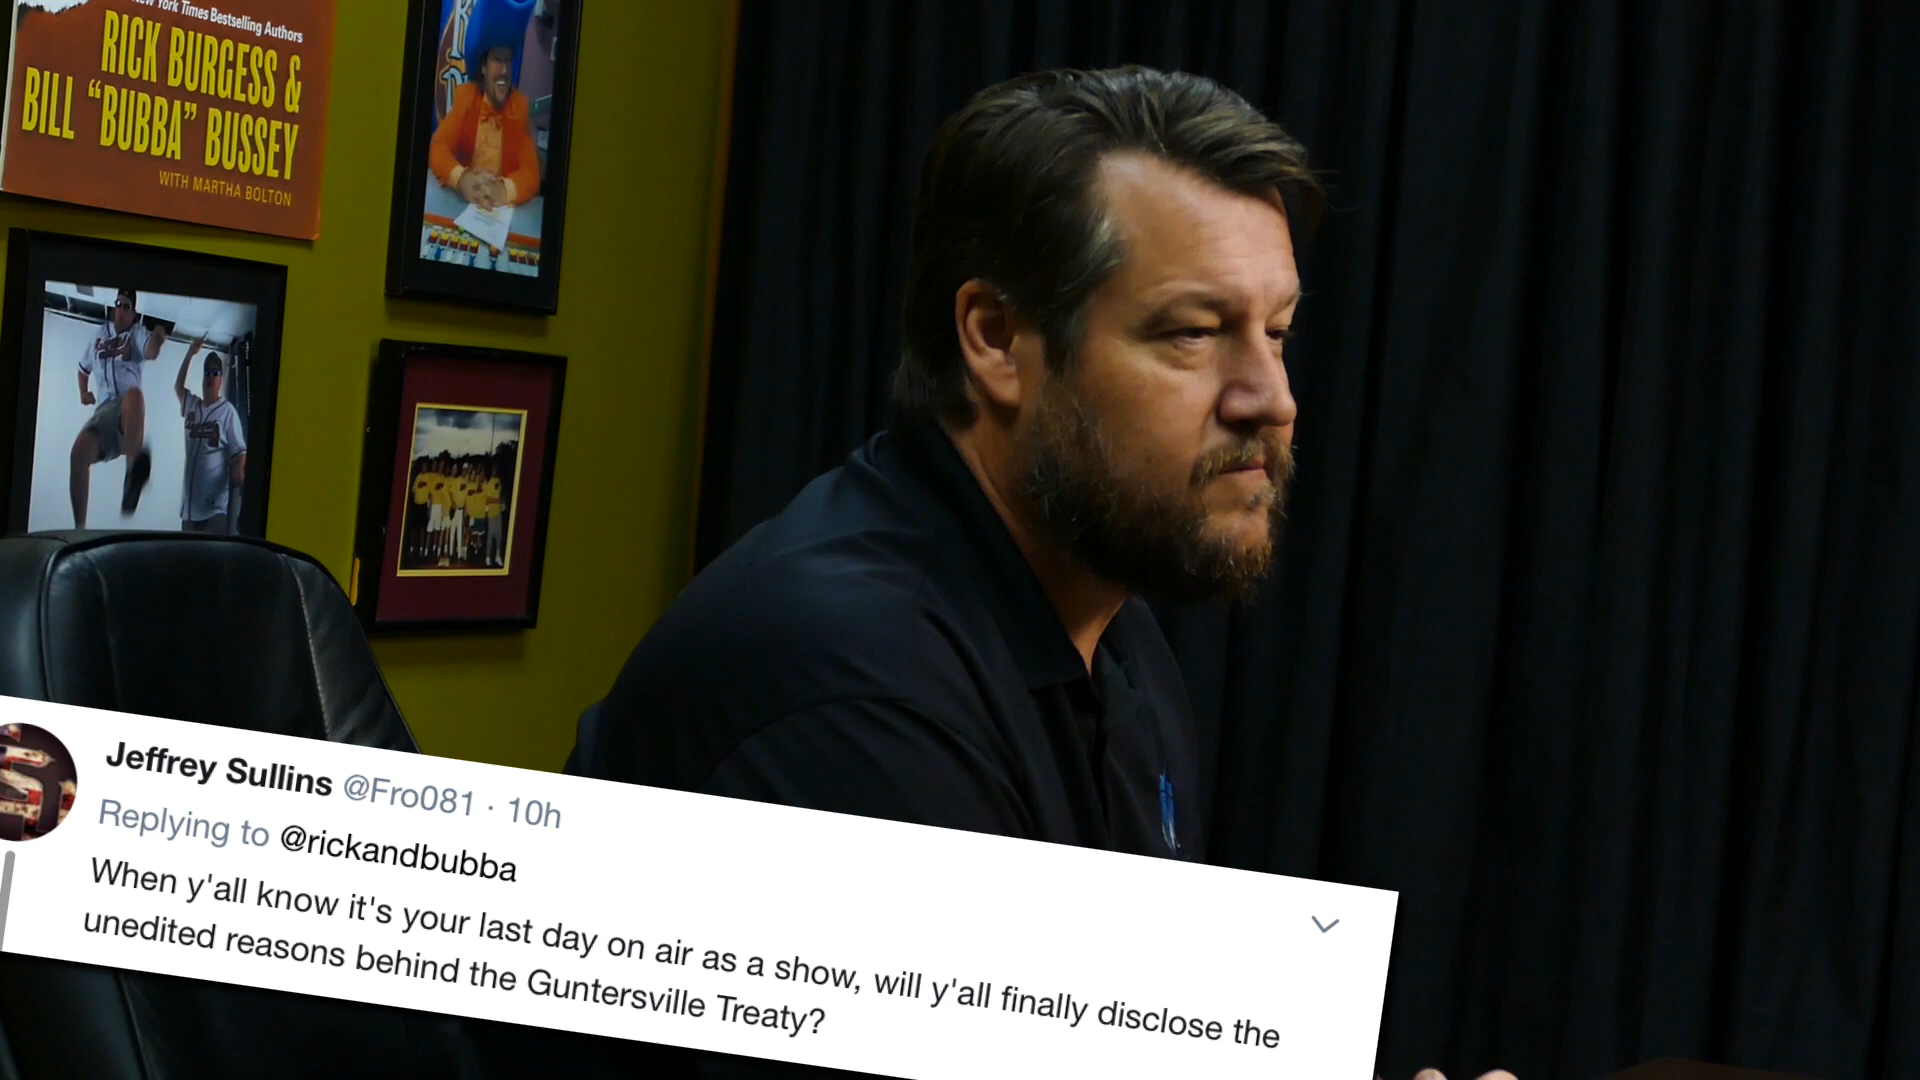 New York Times Bestselling Authors
RICK BURGESS &
BILL “BUBBA” BUSSEY
WITH MARTHA BOLTON
Jeffrey Sullins @Fro081 · 10h
Replying to @rickandbubba
When y'all know it's your last day on air as a show, will y'all finally disclose the
unedited reasons behind the Guntersville Treaty?